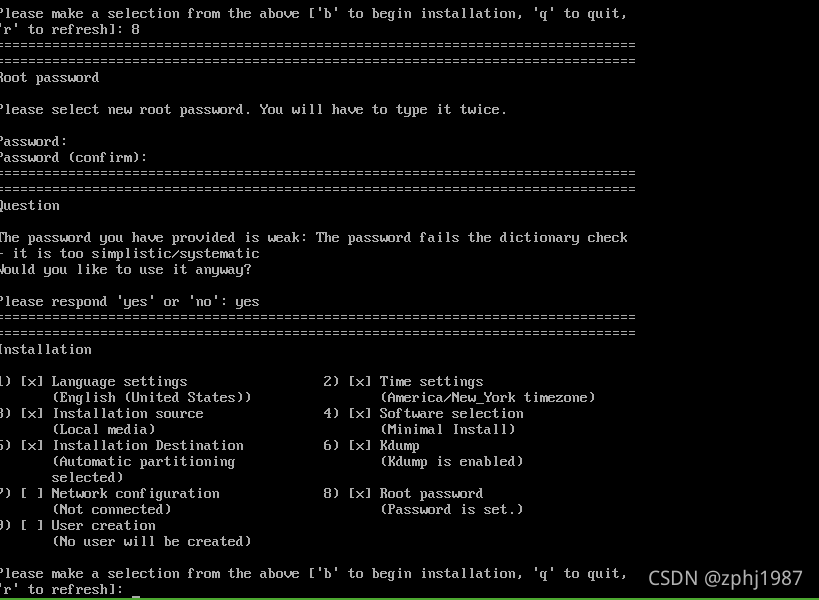 Please make a selection from the above ['b' to begin installation, 'q' to quit,
'r' to refresh]: 8
================================================================================
================================================================================
Root password

Please select new root password. You will have to type it twice.

Password:
Password (confirm):
================================================================================
================================================================================
Question

The password you have provided is weak: The password fails the dictionary check
- it is too simplistic/systematic
Would you like to use it anyway?

Please respond 'yes' or 'no': yes
================================================================================
================================================================================
Installation

1) [x] Language settings 2) [x] Time settings
(English (United States)) (America/New_York timezone)
3) [x] Installation source 4) [x] Software selection
(Local media) (Minimal Install)
5) [x] Installation Destination 6) [x] Kdump
(Automatic partitioning (Kdump is enabled)
selected)
7) [ ] Network configuration 8) [x] Root password
(Not connected) (Password is set.)
9) [ ] User creation
(No user will be created)

Please make a selection from the above ['b' to begin installation, 'q' to quit,
'r' to refresh]: _
CSDN @zphj1987